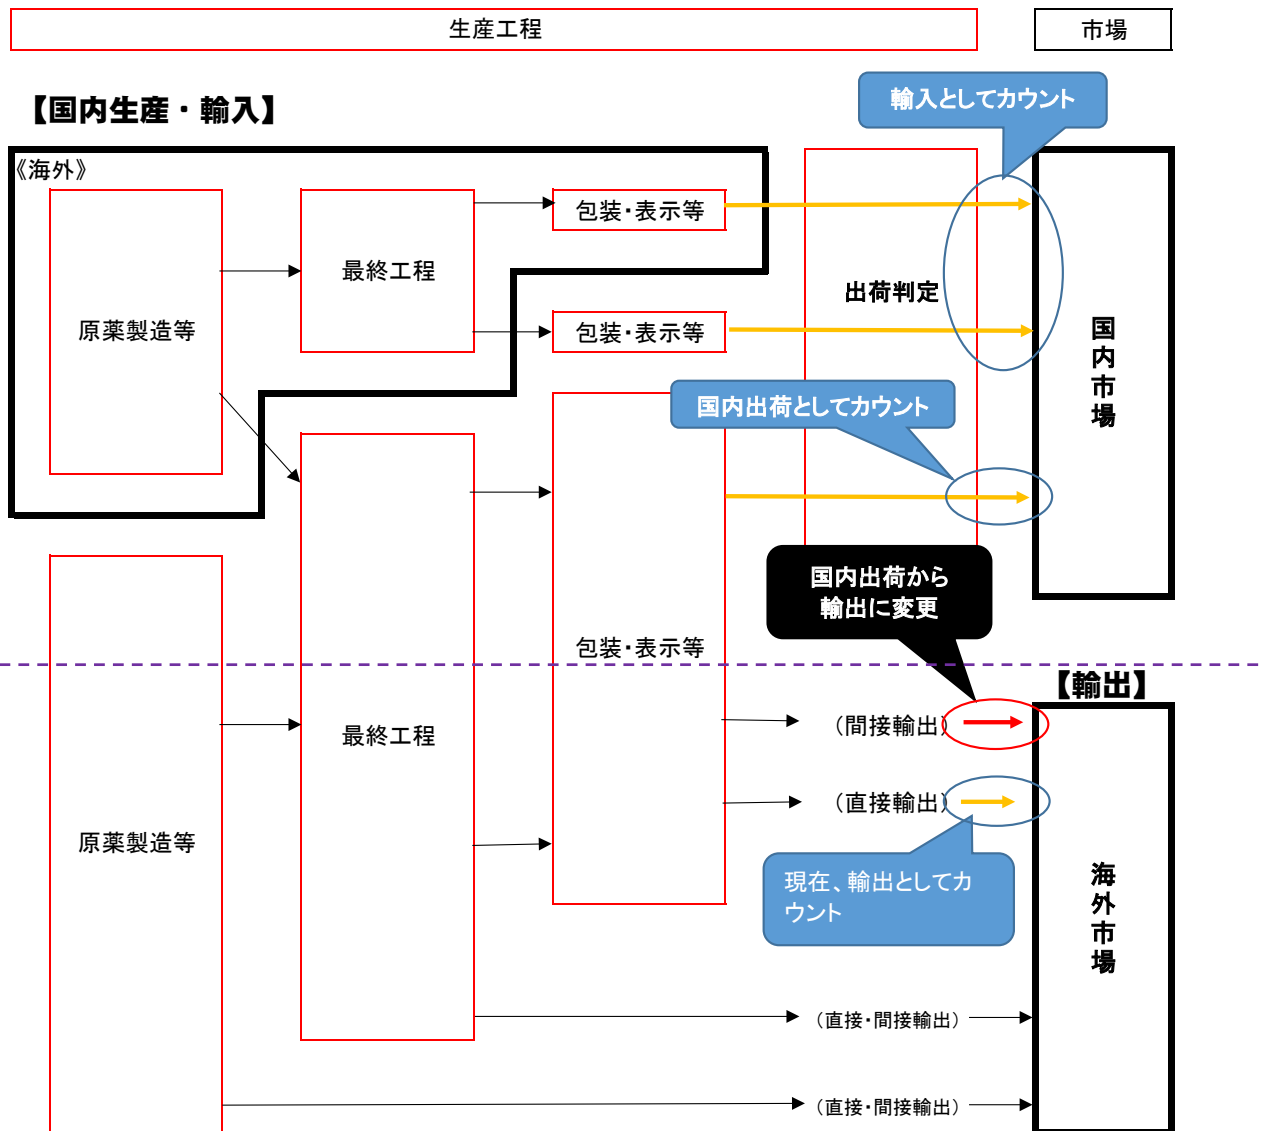 生産工程
市場
【国内生産・輸入】
輸入としてカウント
《海外》
包装・表示等
最終工程
原薬製造等
出荷判定
包装・表示等
国内市場
国内出荷としてカウント
国内出荷から
輸出に変更
包装・表示等
【輸出】
（間接輸出）
最終工程
（直接輸出）
原薬製造等
現在、輸出としてカ
ウント
海外市場
（直接・間接輸出）
（直接・間接輸出）